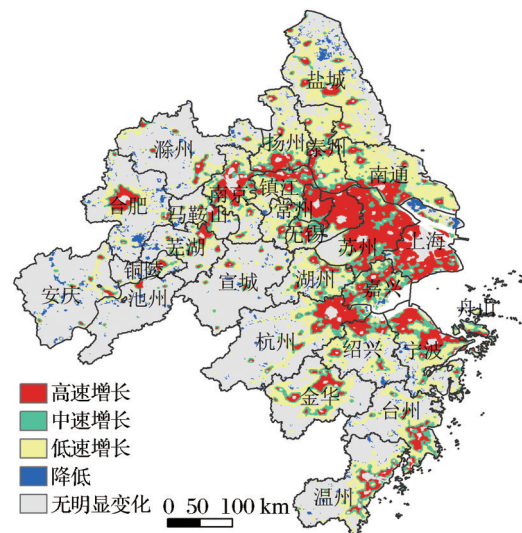 盐城
扬州
泰州
滁州
南通
镇江
南京
合肥
常州
马鞍山
无锡
苏州
上海
芜湖
铜陵
宣城
湖州
嘉兴
安庆
池州
舟山
杭州
绍兴
宁波
金华
台州
温州
高速增长
中速增长
低速增长
降低
无明显变化
0 50 100 km